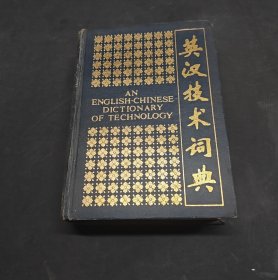 AN
ENGLISH-CHINESE
DICTIONARY
OF TECHNOLOGY
英汉技术词典